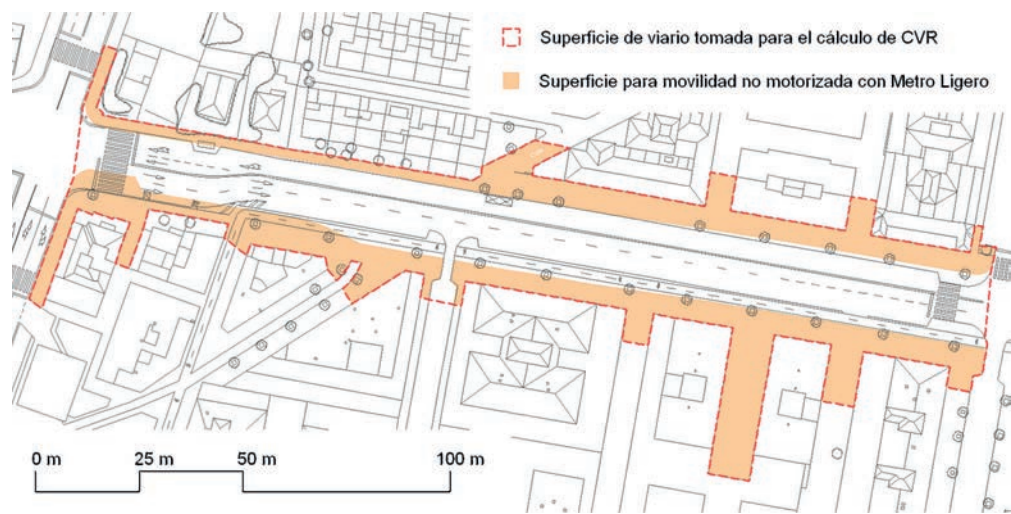 Superficie de viario tomada para el cálculo de CVR
Superficie para movilidad no motorizada con Metro Ligero
0 m 25 m 50 m 100 m